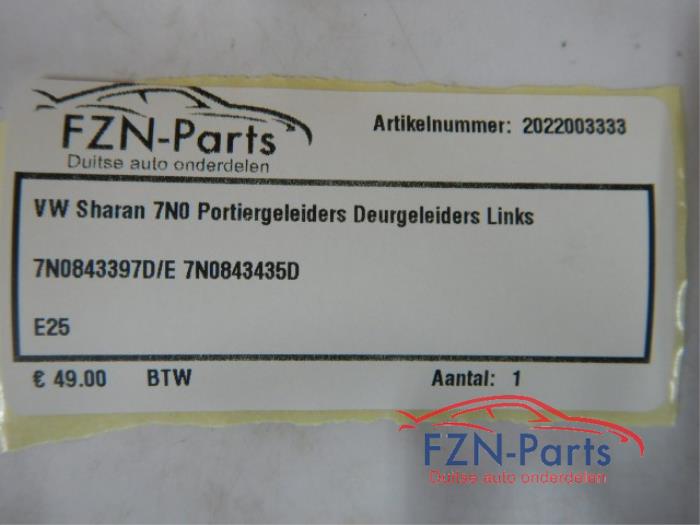 FZN-Parts
Duitse auto onderdelen
Artikelnummer: 2022003333
VW Sharan 7N0 Portiergeleiders Deurgeleiders Links
7N0843397D/E 7N0843435D
E25
€ 49.00 BTW Aantal: 1
FZN-Parts
Duitse auto onderdelen